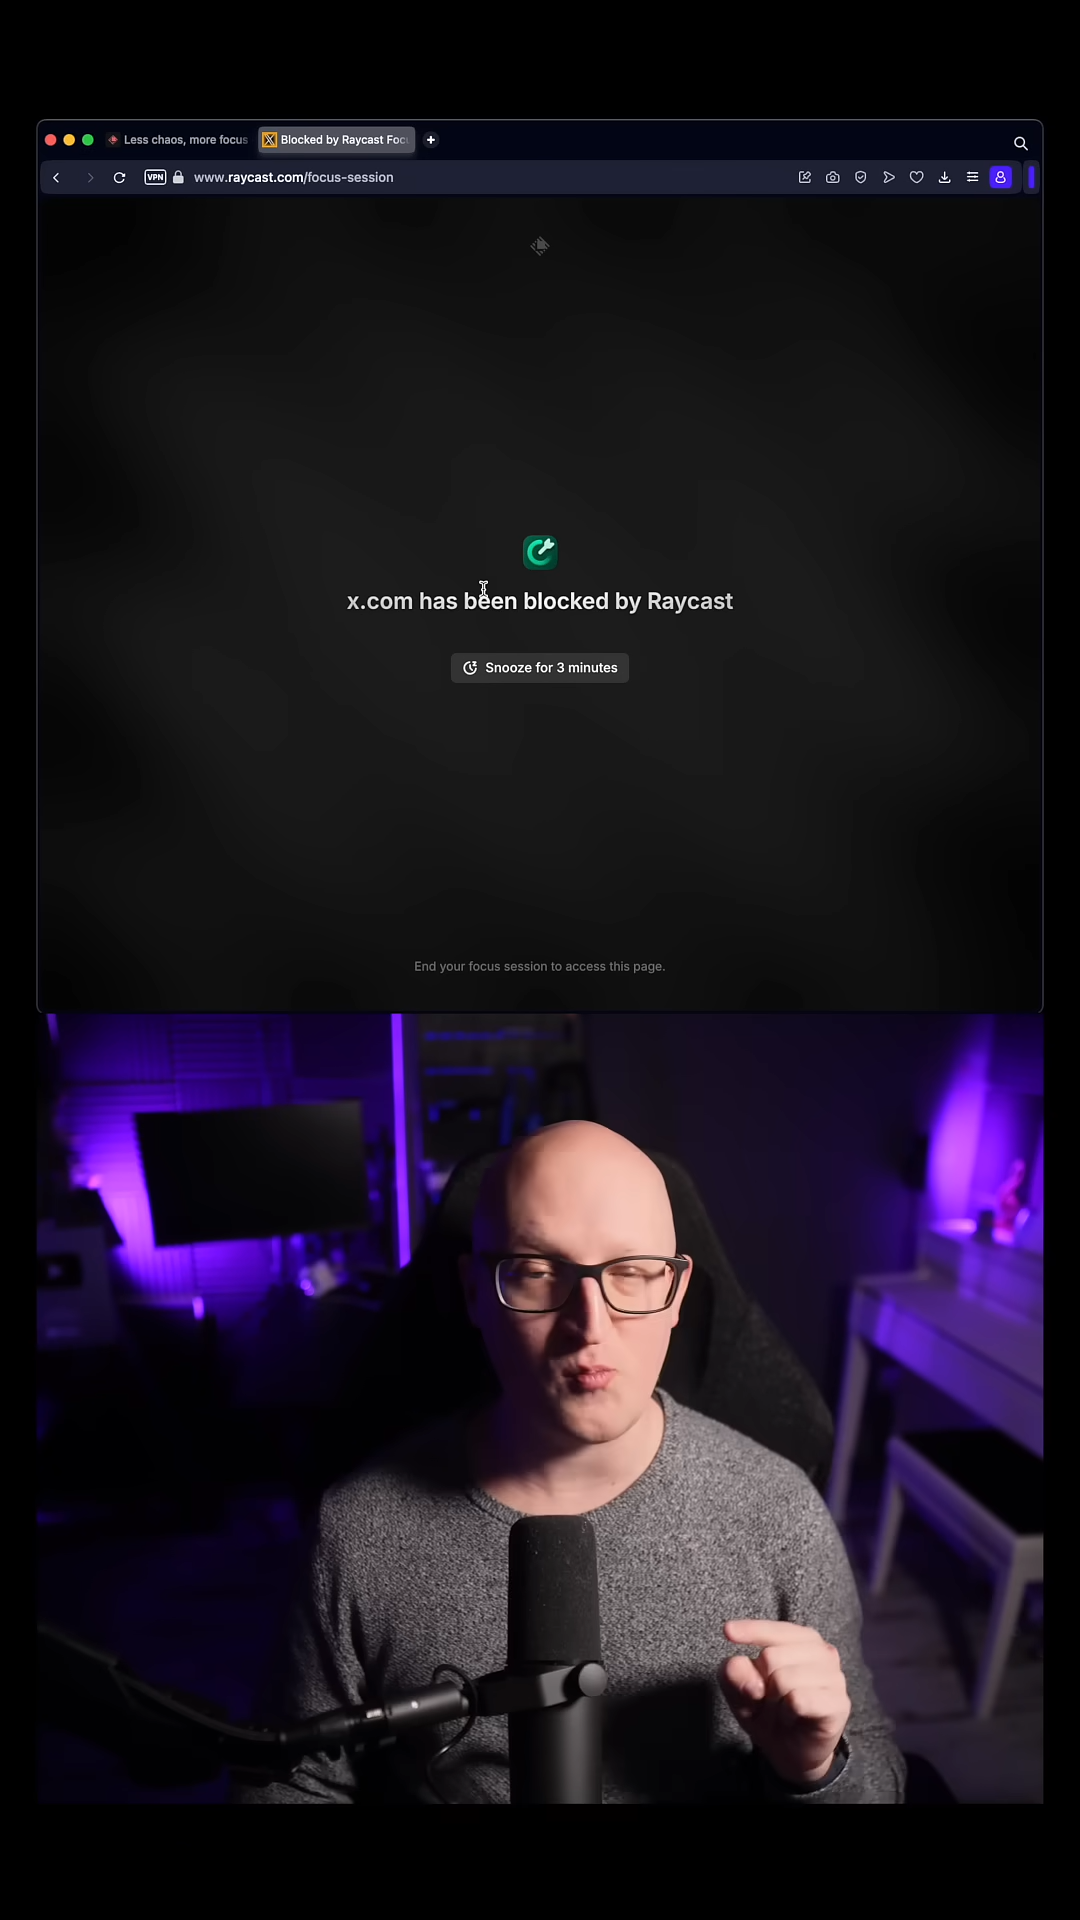 Less chaos, more focus
Blocked by Raycast Foc
VPN
www.raycast.com/focus-session
x.com has been blocked by Raycast
Snooze for 3 minutes
End your focus session to access this page.